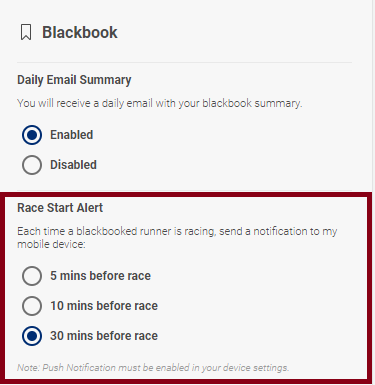 Blackbook
Daily Email Summary
You will receive a daily email with your blackbook summary.
Enabled
Disabled
Race Start Alert
Each time a blackbooked runner is racing, send a notification to my
mobile device:
5 mins before race
10 mins before race
30 mins before race
Note: Push Notification must be enabled in your device settings.